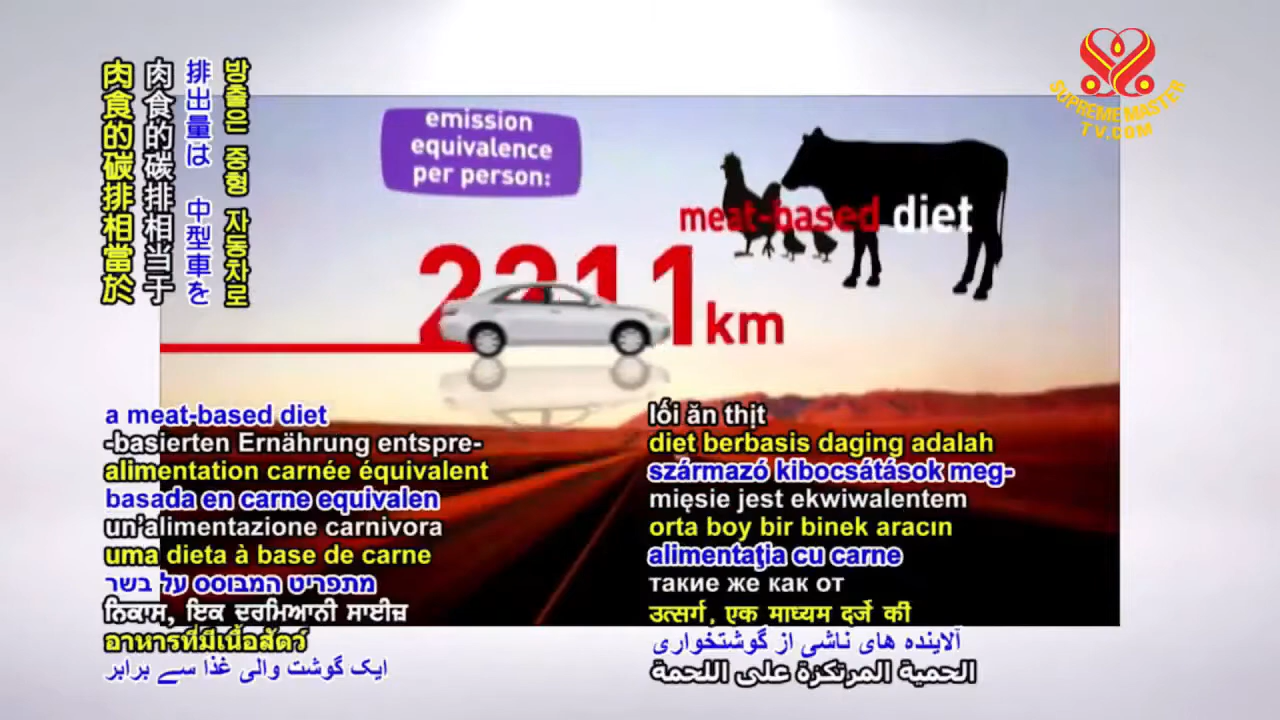 肉食的碳排相當於
肉食的碳排相当于
排出量は 中型車を
방출은 중형 자동차로
SUPREME MASTER
TV.COM
emission
equivalence
per person:
meat-based diet
2211 km
a meat-based diet
-basierten Ernährung entspre-
alimentation carnée équivalent
basada en carne equivalen
un'alimentazione carnivora
uma dieta à base de carne
מתפריט המבוסס על בשר
ਨਿਕਾਸ, ਇਕ ਦਰਮਿਆਨੀ ਸਾਈਜ਼
อาหารที่มีเนื้อสัตว์
ایک گوشت والی غذا سے برابر
lối ăn thịt
diet berbasis daging adalah
származó kibocsátások meg-
mięsie jest ekwiwalentem
orta boy bir binek aracın
alimentaţia cu carne
такие же как от
उत्सर्ग, एक माध्यम दर्जे की
آلاینده های ناشی از گوشتخواری
الحمية المرتكزة على اللحمة